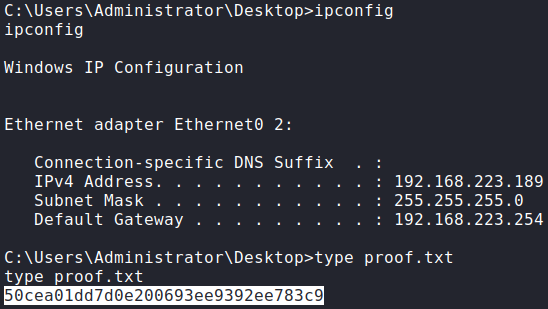 C:\Users\Administrator\Desktop>ipconfig
ipconfig
Windows IP Configuration
Ethernet adapter Ethernet0 2:
Connection-specific DNS Suffix  . :
IPv4 Address. . . . . . . . . . . : 192.168.223.189
Subnet Mask . . . . . . . . . . . : 255.255.255.0
Default Gateway . . . . . . . . . : 192.168.223.254
C:\Users\Administrator\Desktop>type proof.txt
type proof.txt
50cea01dd7d0e200693ee9392ee783c9